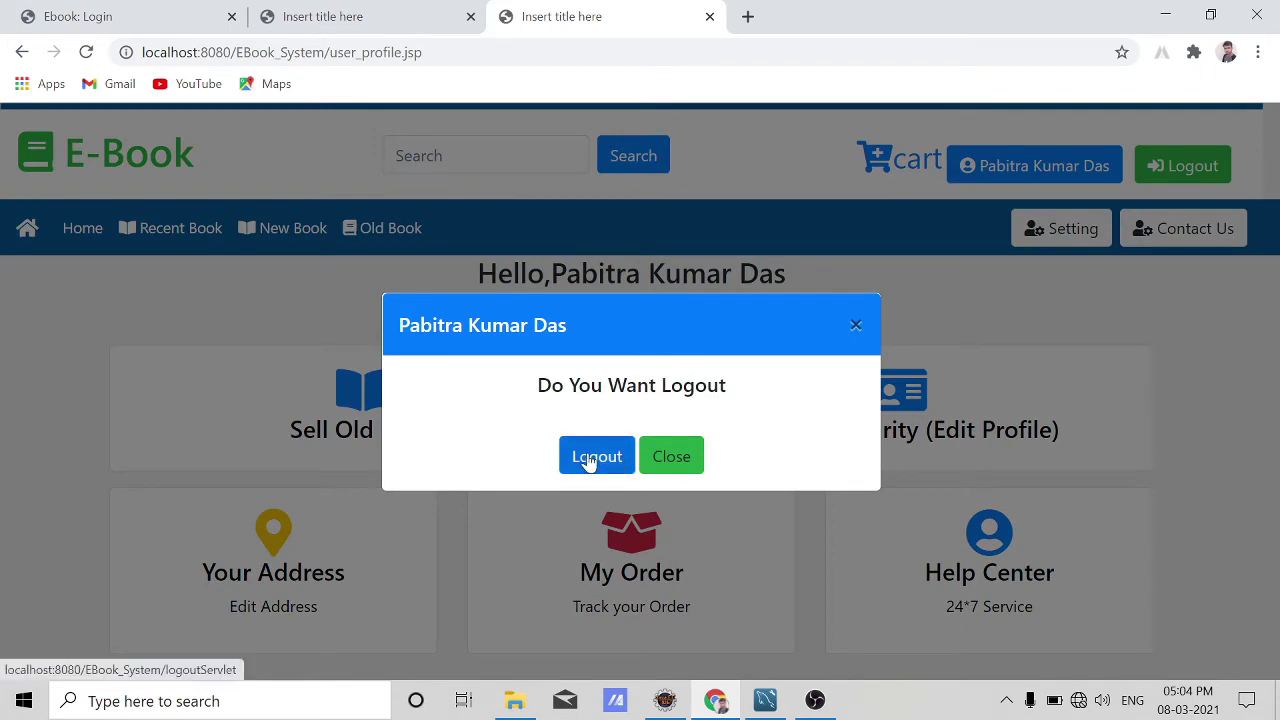 Ebook: Login
Insert title here
Insert title here
localhost:8080/EBook_System/user_profile.jsp
Apps
Gmail
YouTube
Maps
E-Book
Search
Search
cart
Pabitra Kumar Das
Logout
Home
Recent Book
New Book
Old Book
Setting
Contact Us
Hello,Pabitra Kumar Das
Pabitra Kumar Das
×
Do You Want Logout
Logout
Close
Sell Old
rity (Edit Profile)
Your Address
Edit Address
My Order
Track your Order
Help Center
24*7 Service
localhost:8080/EBook_System/logoutServlet
Type here to search
ENG
05:04 PM
08-03-2021